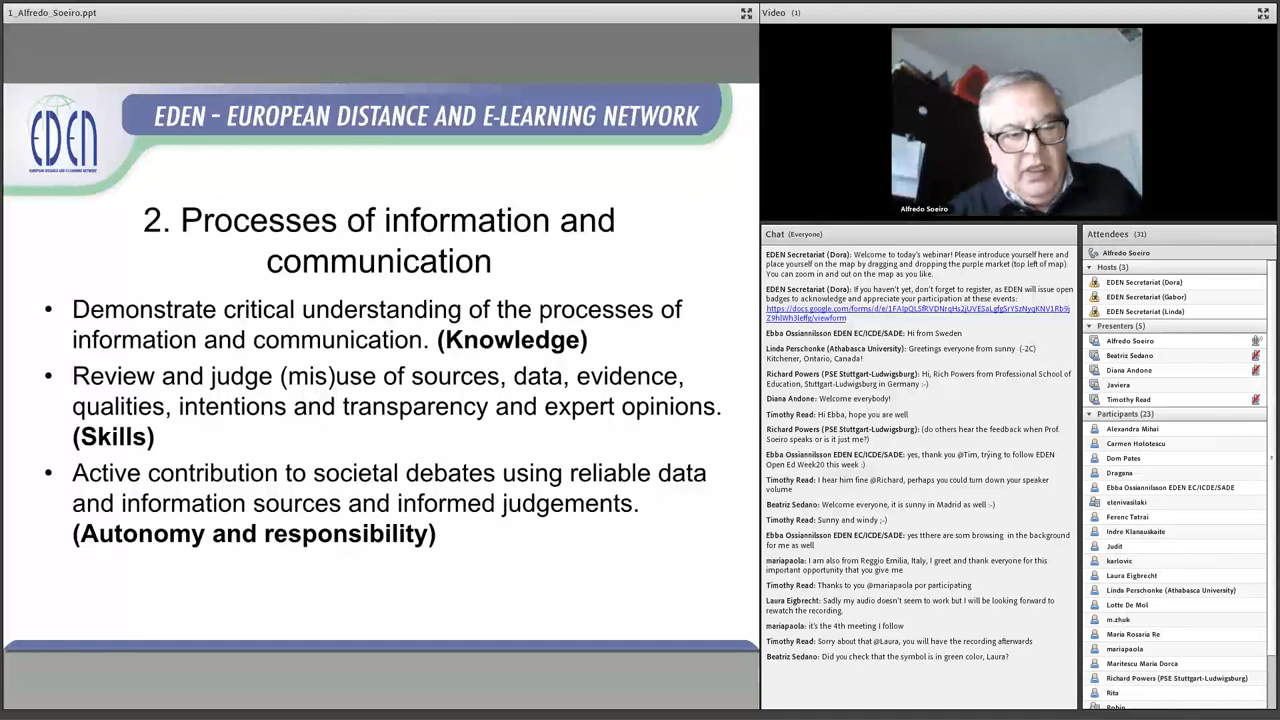 1_Alfredo_Soeiro.ppt
EDEN
EUROPEAN DISTANCE AND E-LEARNING NETWORK
EDEN - EUROPEAN DISTANCE AND E-LEARNING NETWORK
2. Processes of information and
communication
• Demonstrate critical understanding of the processes of
information and communication. (Knowledge)
• Review and judge (mis)use of sources, data, evidence,
qualities, intentions and transparency and expert opinions.
(Skills)
• Active contribution to societal debates using reliable data
and information sources and informed judgements.
(Autonomy and responsibility)
Video (1)
Alfredo Soeiro
Chat (Everyone)
EDEN Secretariat (Dora): Welcome to today's webinar! Please introduce yourself here and
place yourself on the map by dragging and dropping the purple market (top left of map).
You can zoom in and out on the map as you like.
EDEN Secretariat (Dora): If you haven't yet, don't forget to register, as EDEN will issue open
badges to acknowledge and appreciate your participation at these events:
Ebba Ossiannilsson EDEN EC/ICDE/SADE: Hi from Sweden
Linda Perschonke (Athabasca University): Greetings everyone from sunny (-2C)
Kitchener, Ontario, Canada!
Richard Powers (PSE Stuttgart-Ludwigsburg): Hi, Rich Powers from Professional School of
Education, Stuttgart-Ludwigsburg in Germany :-)
Diana Andone: Welcome everybody!
Timothy Read: Hi Ebba, hope you are well
Richard Powers (PSE Stuttgart-Ludwigsburg): (do others hear the feedback when Prof.
Soeiro speaks or is it just me?)
Ebba Ossiannilsson EDEN EC/ICDE/SADE: yes, thank you @Tim, trying to follow EDEN
Open Ed Week20 this week :)
Timothy Read: I hear him fine @Richard, perhaps you could turn down your speaker
volume
Beatriz Sedano: Welcome everyone, it is sunny in Madrid as well :-)
Timothy Read: Sunny and windy ;-)
Ebba Ossiannilsson EDEN EC/ICDE/SADE: yes tthere are som browsing in the background
for me as well
mariapaola: I am also from Reggio Emilia, Italy, I greet and thank everyone for this
important opportunity that you give me
Timothy Read: Thanks to you @mariapaola por participating
Laura Eigbrecht: Sadly my audio doesn't seem to work but I will be looking forward to
rewatch the recording.
mariapaola: it's the 4th meeting I follow
Timothy Read: Sorry about that @Laura, you will have the recording afterwards
Beatriz Sedano: Did you check that the symbol is in green color, Laura?
Attendees (31)
Alfredo Soeiro
Hosts (3)
EDEN Secretariat (Dora)
EDEN Secretariat (Gabor)
EDEN Secretariat (Linda)
Presenters (5)
Alfredo Soeiro
Beatriz Sedano
Diana Andone
Javiera
Timothy Read
Participants (23)
Alexandra Mihai
Carmen Holotescu
Dom Pates
Dragana
Ebba Ossiannilsson EDEN EC/ICDE/SADE
elenivasilaki
Ferenc Tatrai
Indre Klanauskaite
Judit
karlovic
Laura Eigbrecht
Linda Perschonke (Athabasca University)
Lotte De Mol
m.zhuk
Maria Rosaria Re
mariapaola
Maritescu Maria Dorca
Richard Powers (PSE Stuttgart-Ludwigsburg)
Rita
Robin